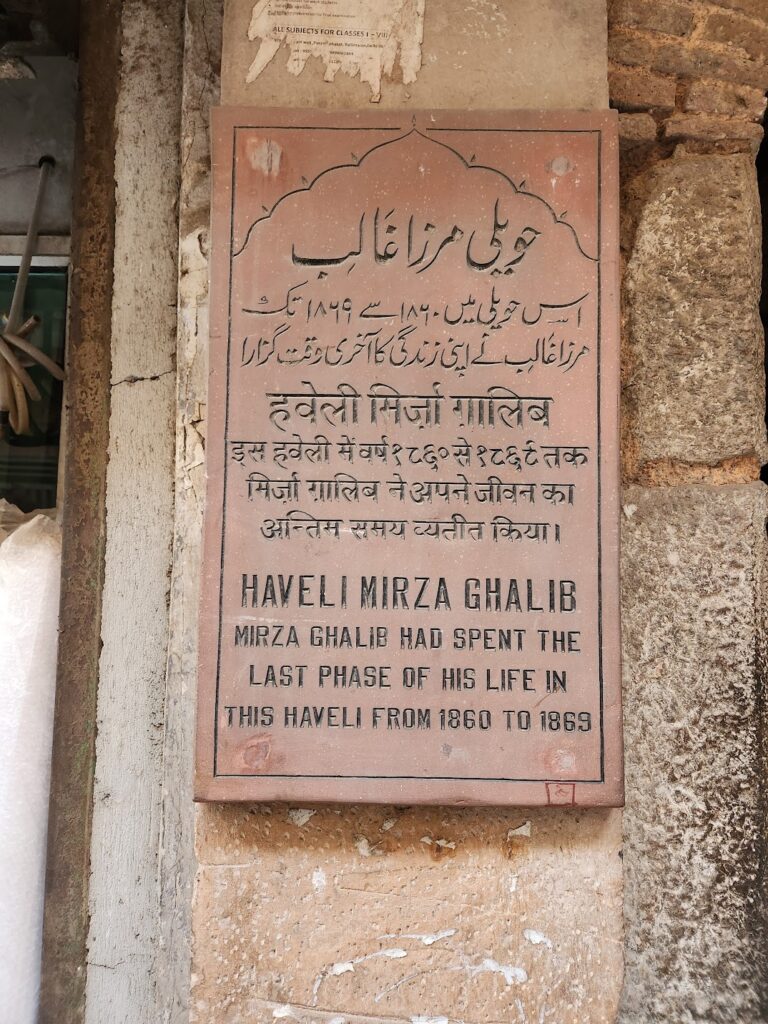 ALL SUBJECTS FOR CLASSES I - VIII
حویلی مرزا غالب
اس حویلی میں ۱۸۶۰ سے ۱۸۶۹ تک
مرزا غالب نے اپنی زندگی کا آخری وقت گزارا
हवेली मिर्ज़ा ग़ालिब
इस हवेली में वर्ष १८६० से १८६९ तक
मिर्ज़ा ग़ालिब ने अपने जीवन का
अन्तिम समय व्यतीत किया।
HAVELI MIRZA GHALIB
MIRZA GHALIB HAD SPENT THE
LAST PHASE OF HIS LIFE IN
THIS HAVELI FROM 1860 TO 1869